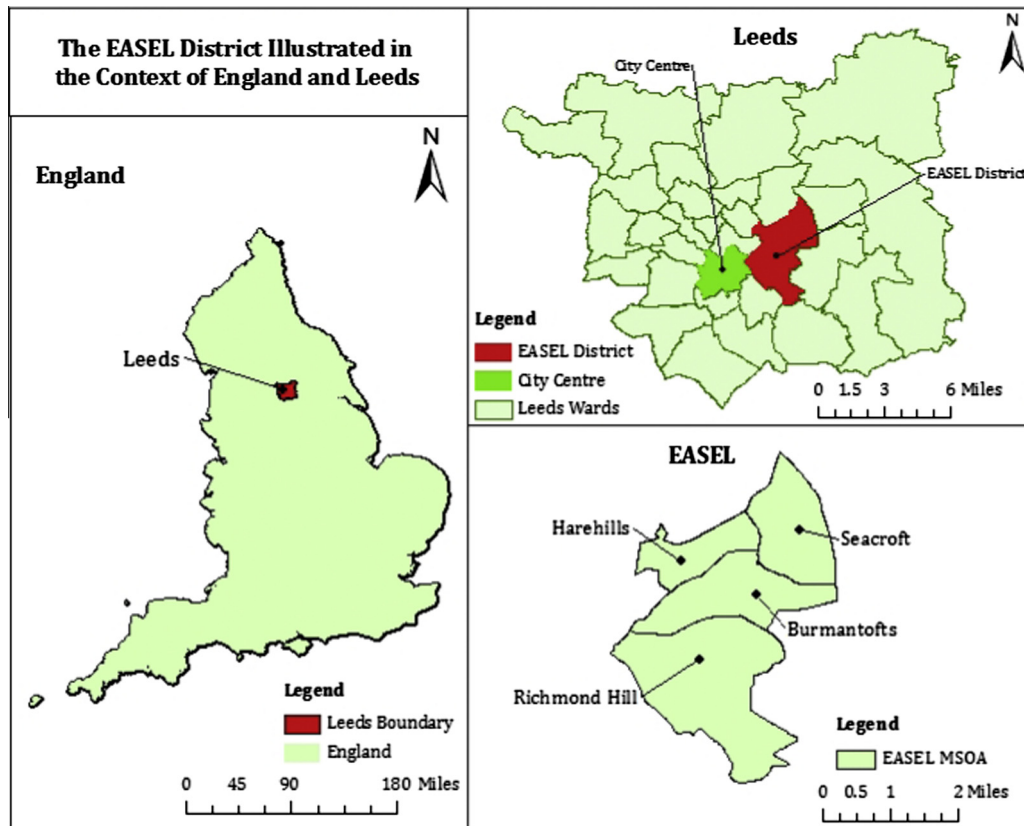 The EASEL District Illustrated in
the Context of England and Leeds
England
N
Leeds
Legend
Leeds Boundary
England
0 45 90 180 Miles
Leeds
N
City Centre
EASEL District
Legend
EASEL District
City Centre
Leeds Wards
0 1.5 3 6 Miles
EASEL
Harehills
Seacroft
Burmantofts
Richmond Hill
Legend
EASEL MSOA
0 0.5 1 2 Miles